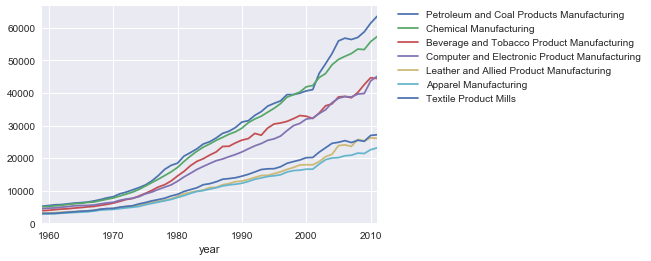 70000
60000
50000
40000
30000
20000
10000
0
1960
1970
1980
1990
2000
2010
year
Petroleum and Coal Products Manufacturing
Chemical Manufacturing
Beverage and Tobacco Product Manufacturing
Computer and Electronic Product Manufacturing
Leather and Allied Product Manufacturing
Apparel Manufacturing
Textile Product Mills